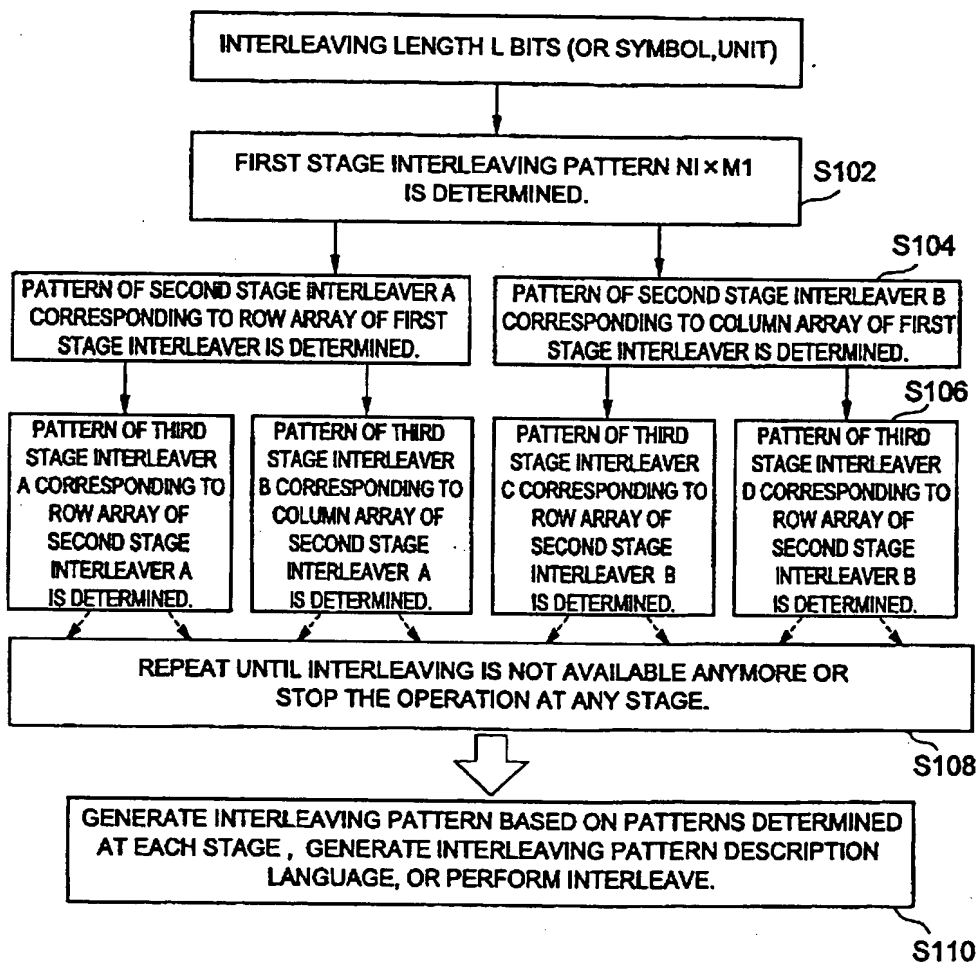 INTERLEAVING LENGTH L BITS (OR SYMBOL,UNIT)
FIRST STAGE INTERLEAVING PATTERN NI×M1
IS DETERMINED.
S102
S104
PATTERN OF SECOND STAGE INTERLEAVER A
CORRESPONDING TO ROW ARRAY OF FIRST
STAGE INTERLEAVER IS DETERMINED.
PATTERN OF SECOND STAGE INTERLEAVER B
CORRESPONDING TO COLUMN ARRAY OF FIRST
STAGE INTERLEAVER IS DETERMINED.
S106
PATTERN OF THIRD
STAGE INTERLEAVER
A CORRESPONDING TO
ROW ARRAY OF
SECOND STAGE
INTERLEAVER A
IS DETERMINED.
PATTERN OF THIRD
STAGE INTERLEAVER
B CORRESPONDING TO
COLUMN ARRAY OF
SECOND STAGE
INTERLEAVER A
IS DETERMINED.
PATTERN OF THIRD
STAGE INTERLEAVER
C CORRESPONDING TO
ROW ARRAY OF
SECOND STAGE
INTERLEAVER B
IS DETERMINED.
PATTERN OF THIRD
STAGE INTERLEAVER
D CORRESPONDING TO
ROW ARRAY OF
SECOND STAGE
INTERLEAVER B
IS DETERMINED.
REPEAT UNTIL INTERLEAVING IS NOT AVAILABLE ANYMORE OR
STOP THE OPERATION AT ANY STAGE.
S108
GENERATE INTERLEAVING PATTERN BASED ON PATTERNS DETERMINED
AT EACH STAGE , GENERATE INTERLEAVING PATTERN DESCRIPTION
LANGUAGE, OR PERFORM INTERLEAVE.
S110